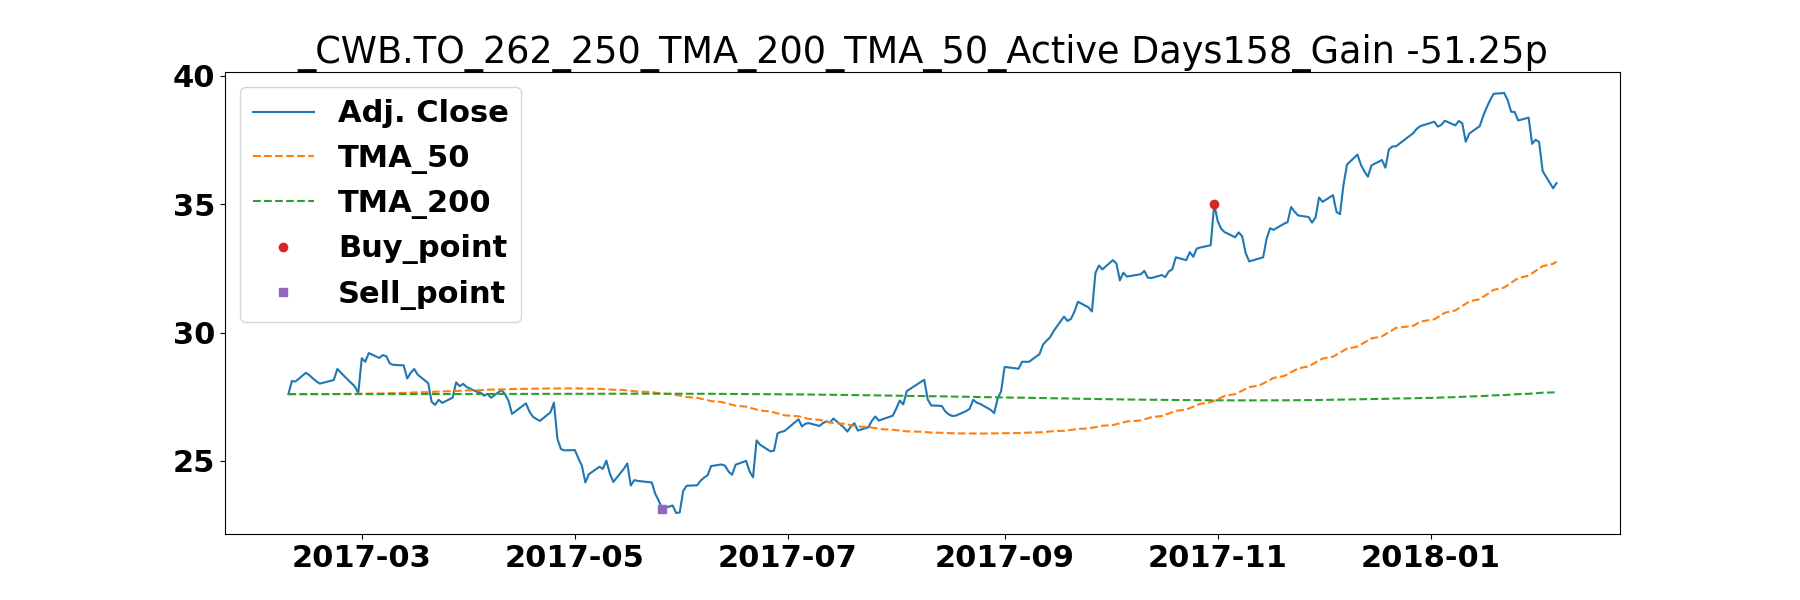 _CWB.TO_262_250_TMA_200_TMA_50_Active Days158_Gain -51.25p
40
35
30
25
Adj. Close
TMA_50
TMA_200
Buy_point
Sell_point
2017-03 2017-05 2017-07 2017-09 2017-11 2018-01